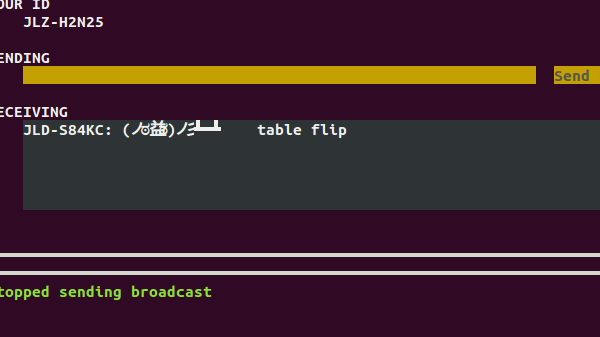 OUR ID
JLZ-H2N25
ENDING
Send
ECEIVING
JLD-S84KC: (ノಠ益ಠ)ノ彡┻━┻ table flip
topped sending broadcast